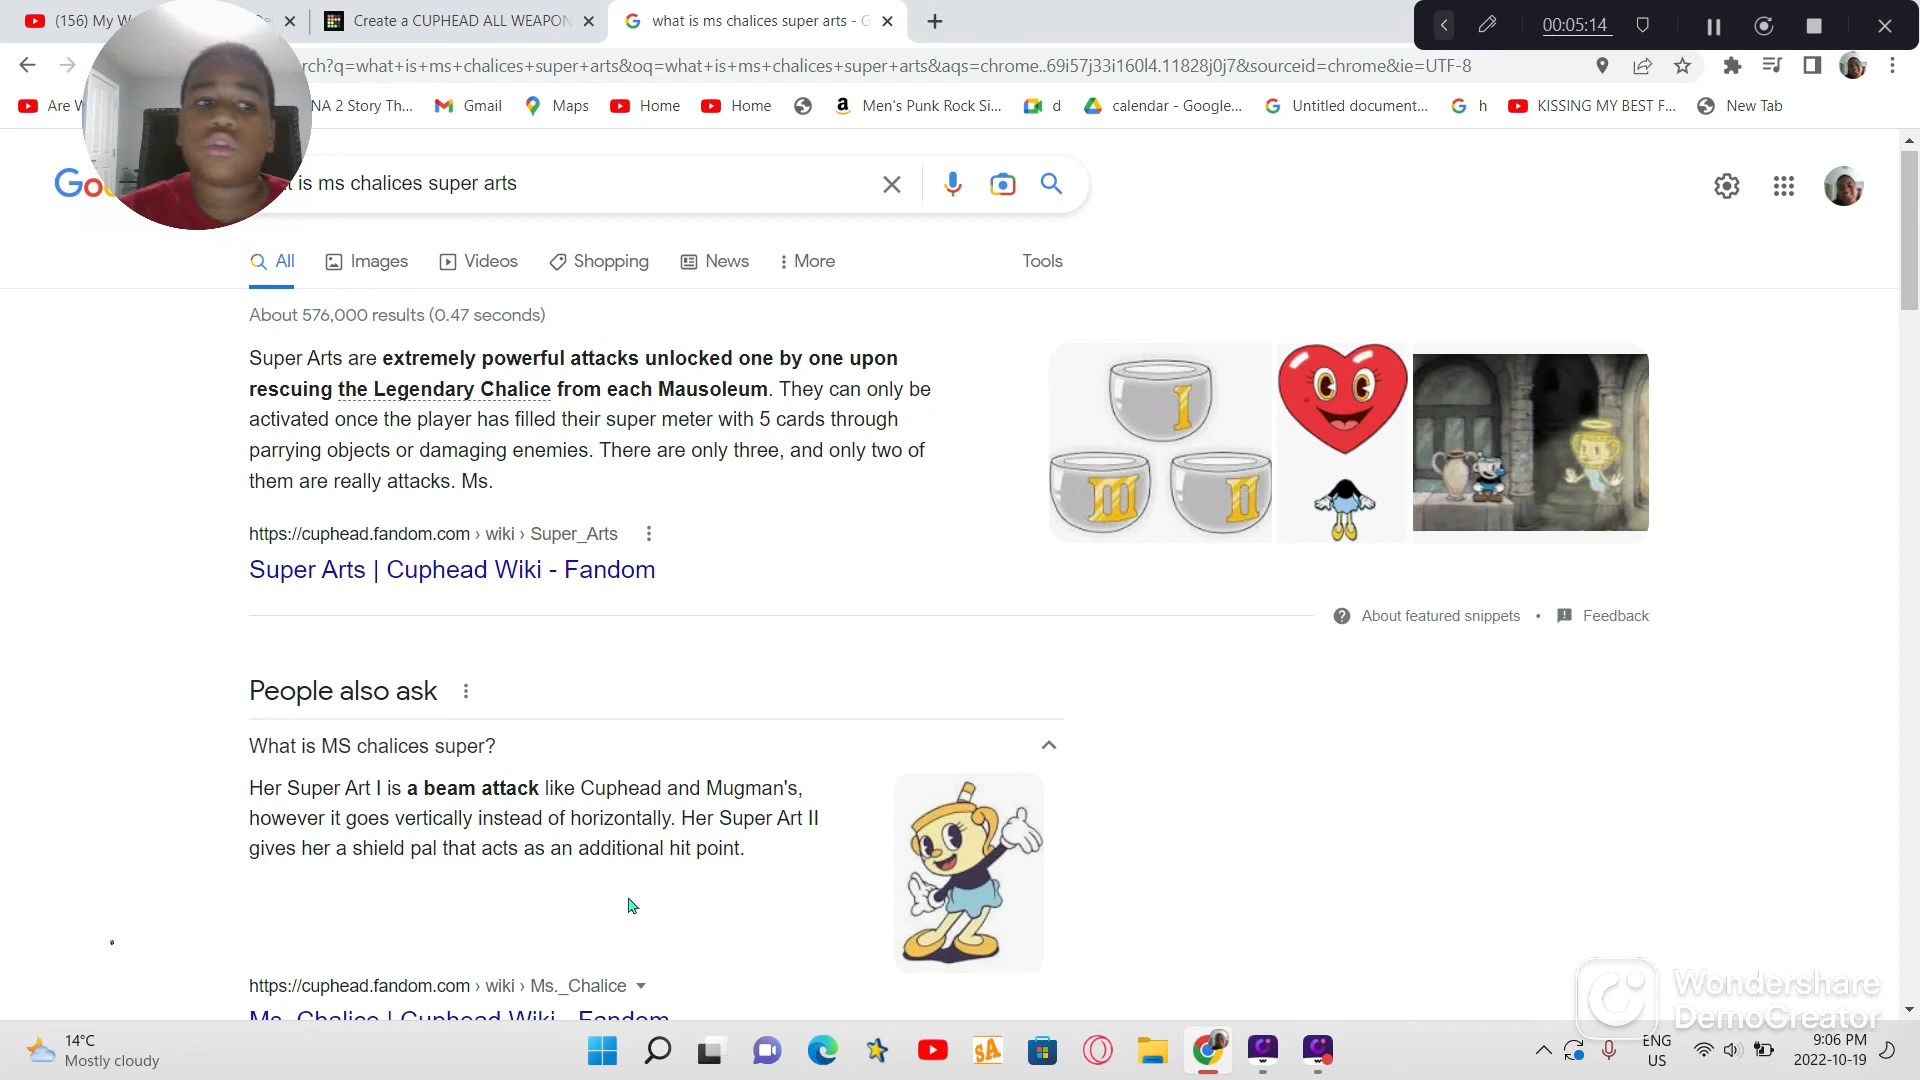 (156) My W
Create a CUPHEAD ALL WEAPON
what is ms chalices super arts - G
00:05:14
rch?q=what+is+ms+chalices+super+arts&oq=what+is+ms+chalices+super+arts&aqs=chrome..69i57j33i160l4.11828j0j7&sourceid=chrome&ie=UTF-8
Are W
NA 2 Story Th...
Gmail
Maps
Home
Home
Men's Punk Rock Si...
d
calendar - Google...
Untitled document...
h
KISSING MY BEST F...
New Tab
Goo
t is ms chalices super arts
All
Images
Videos
Shopping
News
More
Tools
About 576,000 results (0.47 seconds)
Super Arts are extremely powerful attacks unlocked one by one upon
rescuing the Legendary Chalice from each Mausoleum. They can only be
activated once the player has filled their super meter with 5 cards through
parrying objects or damaging enemies. There are only three, and only two of
them are really attacks. Ms.
I
III
II
https://cuphead.fandom.com › wiki › Super_Arts
Super Arts | Cuphead Wiki - Fandom
About featured snippets • Feedback
People also ask
What is MS chalices super?
Her Super Art I is a beam attack like Cuphead and Mugman's,
however it goes vertically instead of horizontally. Her Super Art II
gives her a shield pal that acts as an additional hit point.
https://cuphead.fandom.com › wiki › Ms._Chalice
Ms. Chalice | Cuphead Wiki - Fandom
Wondershare
DemoCreator
14°C
Mostly cloudy
SA
ENG
US
9:06 PM
2022-10-19